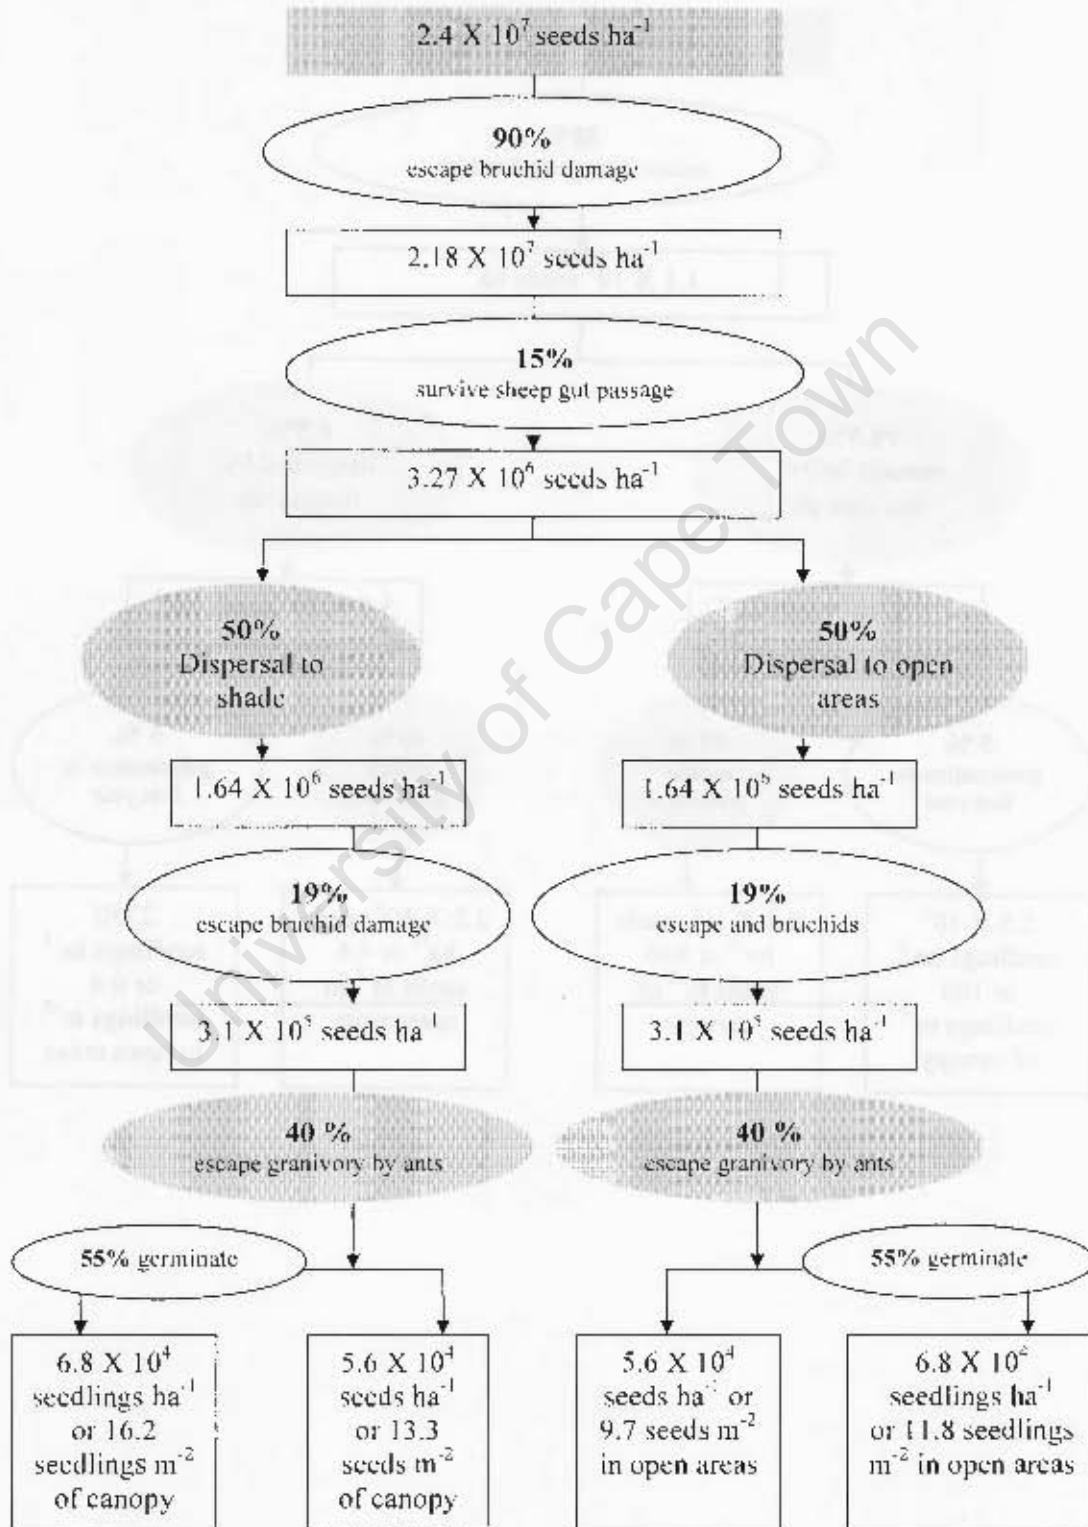 2.4 X 10⁷ seeds ha⁻¹
90%
escape bruchid damage
2.18 X 10⁷ seeds ha⁻¹
15%
survive sheep gut passage
3.27 X 10⁶ seeds ha⁻¹
50%
Dispersal to
shade
50%
Dispersal to open
areas
1.64 X 10⁶ seeds ha⁻¹
1.64 X 10⁶ seeds ha⁻¹
19%
escape bruchid damage
19%
escape and bruchids
3.1 X 10⁵ seeds ha⁻¹
3.1 X 10⁵ seeds ha⁻¹
40 %
escape granivory by ants
40 %
escape granivory by ants
55% germinate
55% germinate
6.8 X 10⁴
seedlings ha⁻¹
or 16.2
seedlings m⁻²
of canopy
5.6 X 10⁴
seeds ha⁻¹
or 13.3
seeds m⁻²
of canopy
5.6 X 10⁴
seeds ha⁻¹ or
9.7 seeds m⁻²
in open areas
6.8 X 10⁴
seedlings ha⁻¹
or 11.8 seedlings
m⁻² in open areas
University of Cape Town